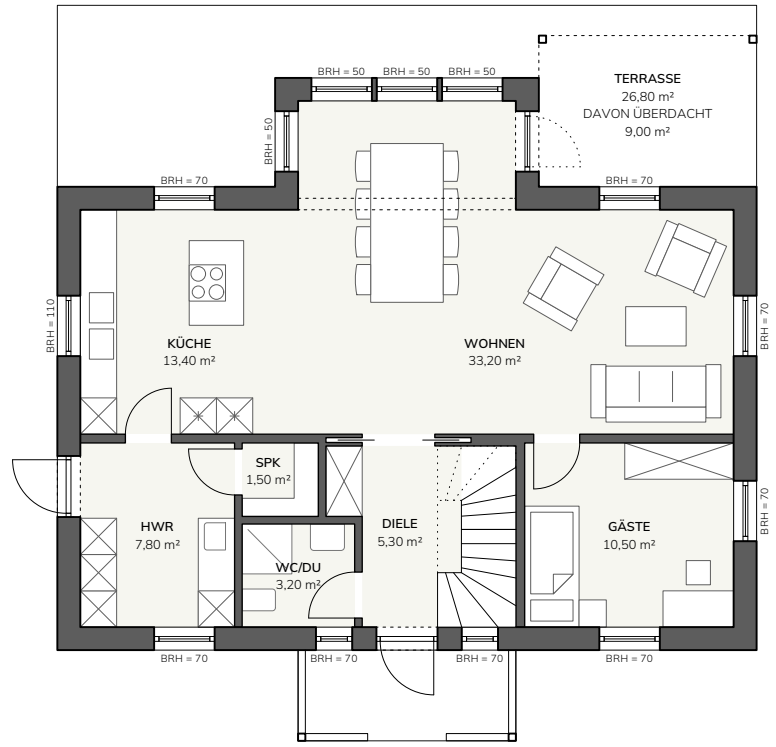 BRH = 50
BRH = 50
BRH = 50
TERRASSE
26,80 m²
DAVON ÜBERDACHT
9,00 m²
BRH = 50
BRH = 70
BRH = 70
BRH = 110
BRH = 70
KÜCHE
13,40 m²
WOHNEN
33,20 m²
SPK
1,50 m²
HWR
7,80 m²
DIELE
5,30 m²
GÄSTE
10,50 m²
BRH = 70
WC/DU
3,20 m²
BRH = 70
BRH = 70
BRH = 70
BRH = 70